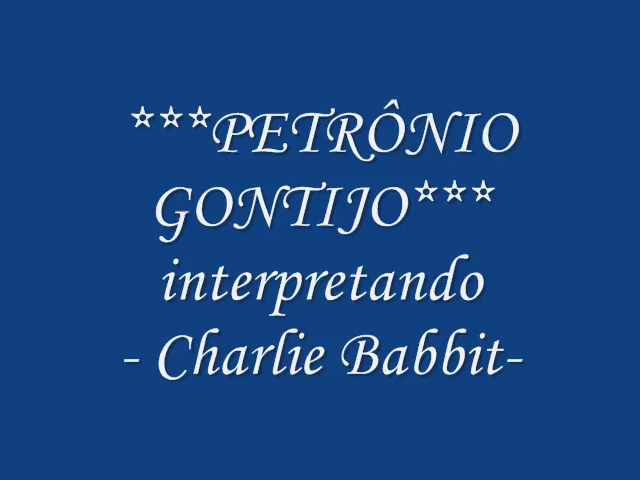 ***PETRÔNIO
GONTIJO***
interpretando
- Charlie Babbit-